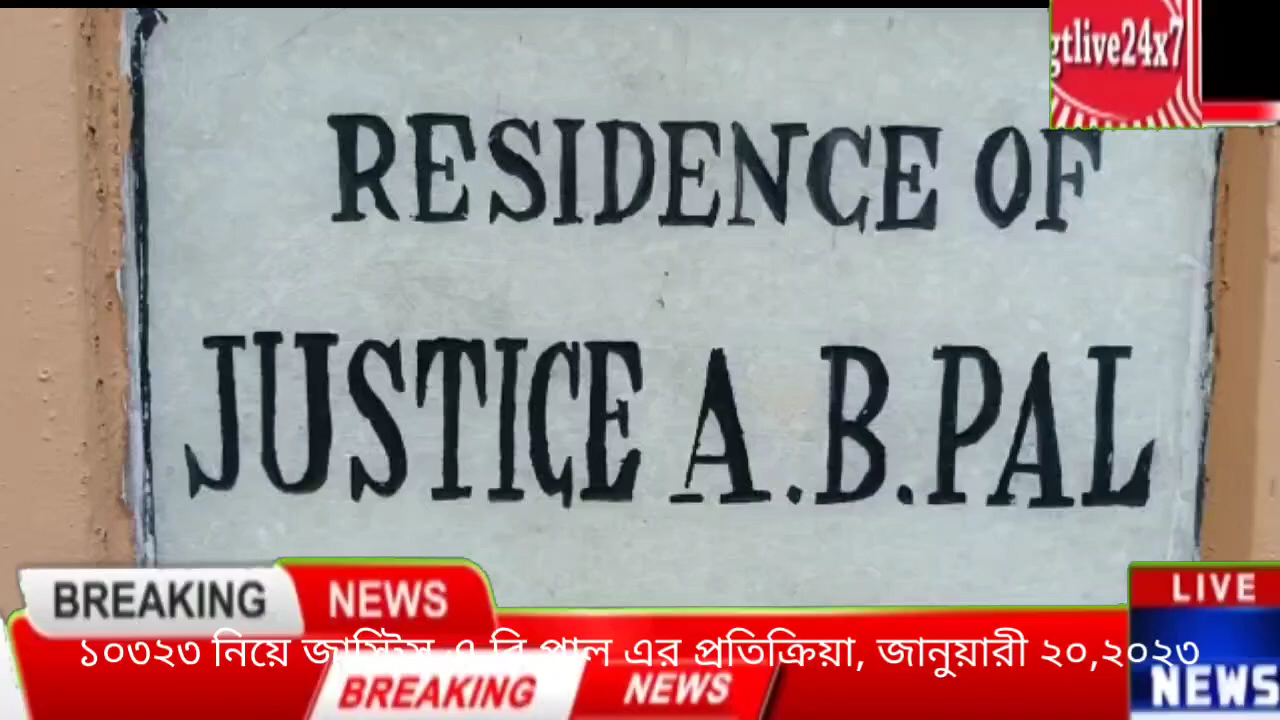 gtlive24x7
RESIDENCE OF
JUSTICE A.B.PAL
BREAKING NEWS
LIVE
১০৩২৩ নিয়ে জাস্টিস এ বি পাল এর প্রতিক্রিয়া, জানুয়ারী ২০,২০২৩
BREAKING NEWS
NEWS